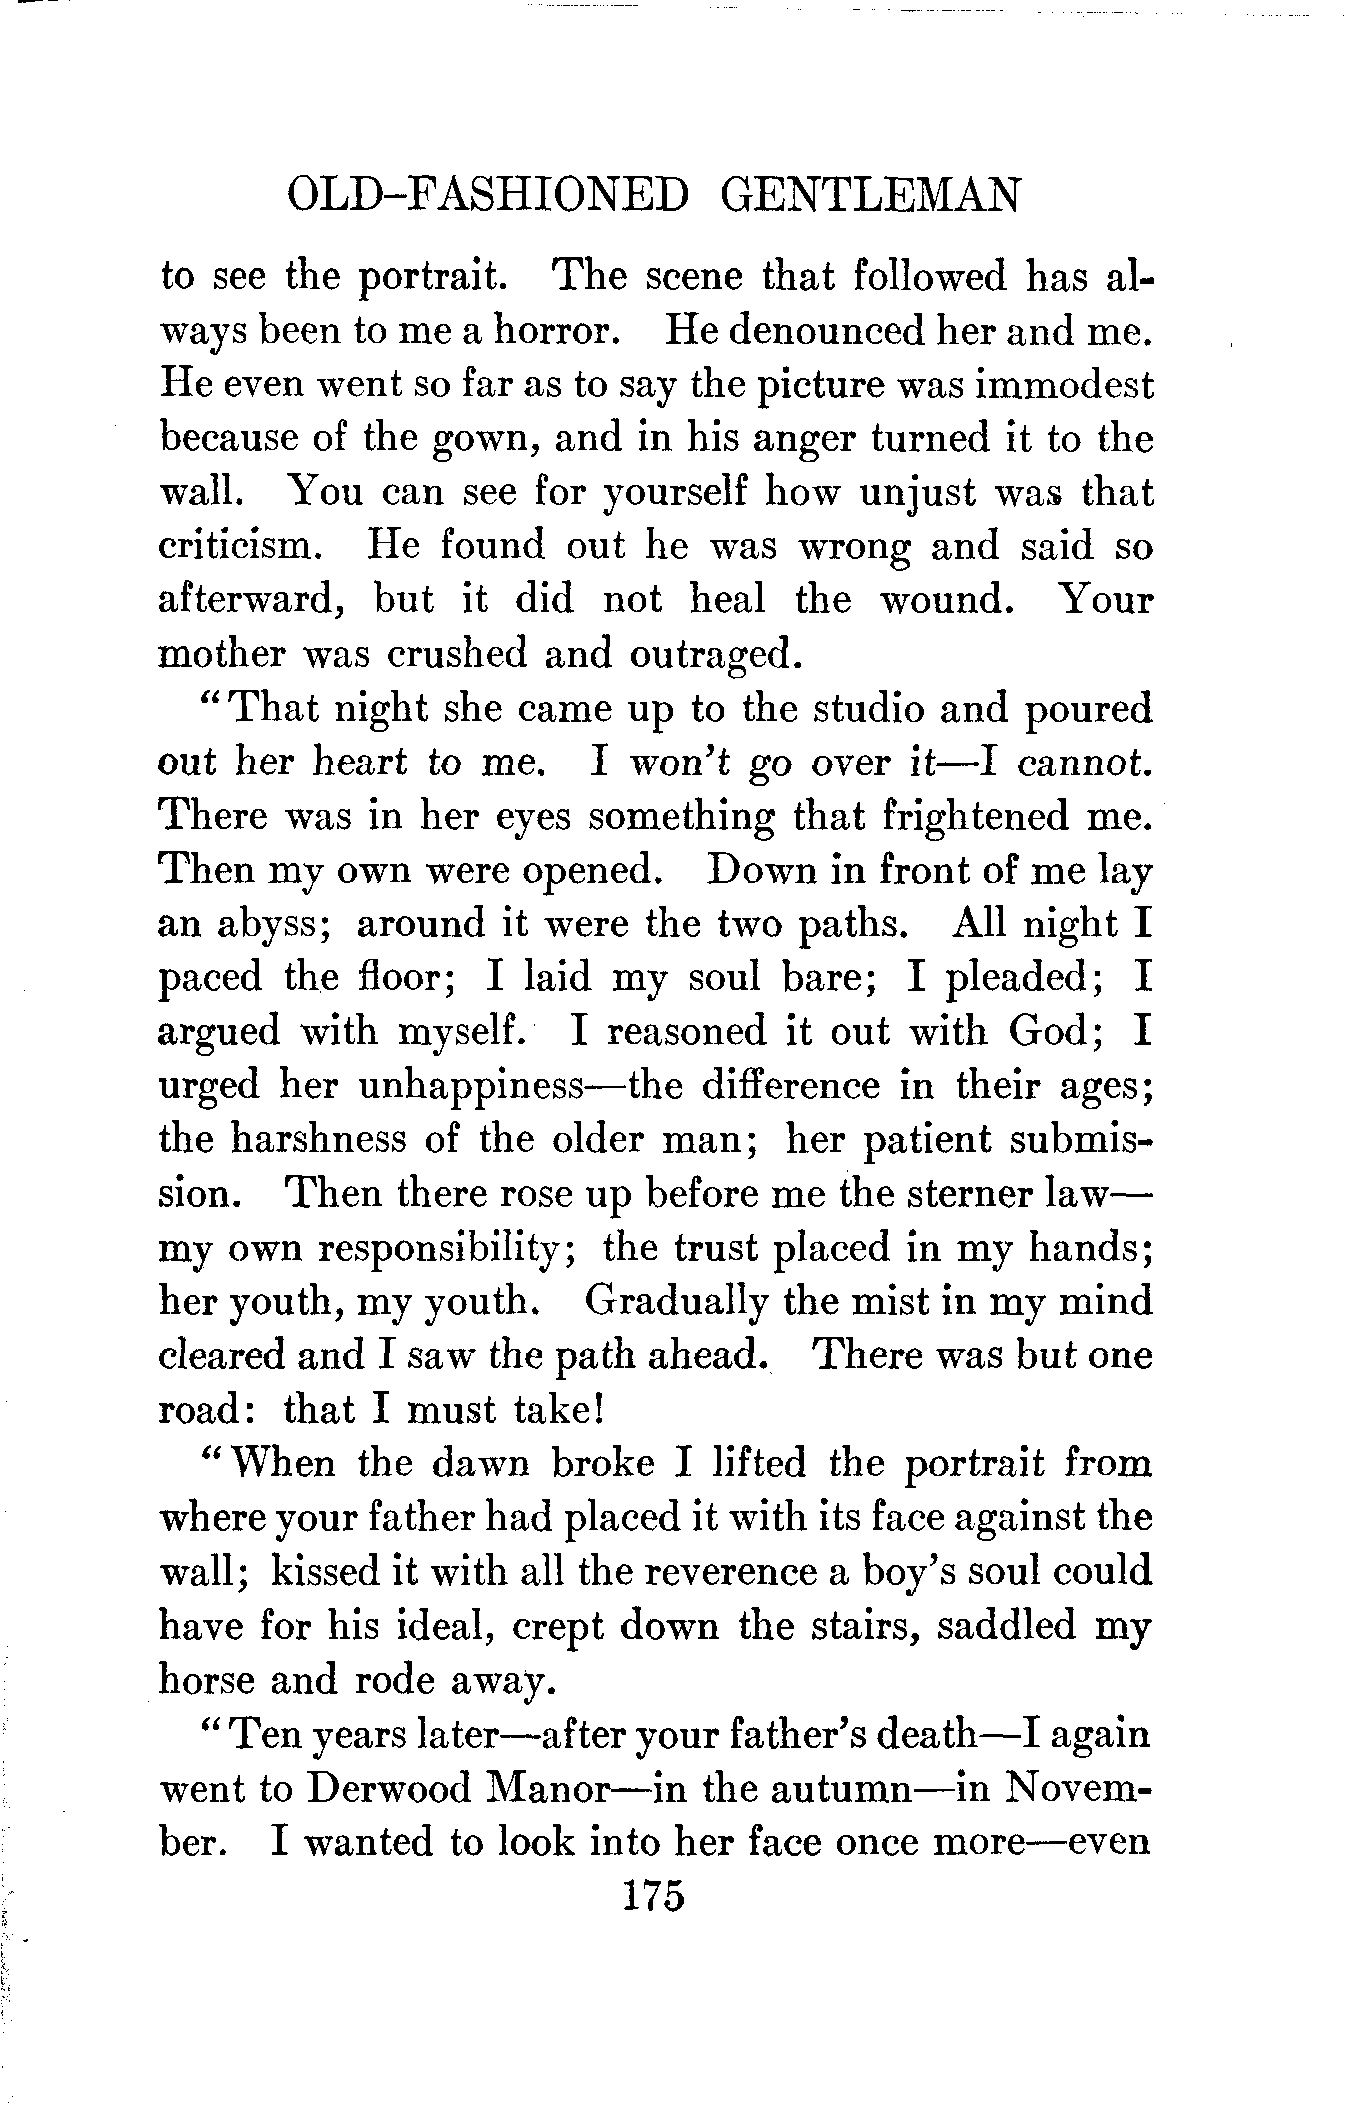 OLD-FASHIONED GENTLEMAN
to see the portrait. The scene that followed has al-
ways been to me a horror. He denounced her and me.
He even went so far as to say the picture was immodest
because of the gown, and in his anger turned it to the
wall. You can see for yourself how unjust was that
criticism. He found out he was wrong and said so
afterward, but it did not heal the wound. Your
mother was crushed and outraged.
"That night she came up to the studio and poured
out her heart to me. I won't go over it—I cannot.
There was in her eyes something that frightened me.
Then my own were opened. Down in front of me lay
an abyss; around it were the two paths. All night I
paced the floor; I laid my soul bare; I pleaded; I
argued with myself. I reasoned it out with God; I
urged her unhappiness—the difference in their ages;
the harshness of the older man; her patient submis-
sion. Then there rose up before me the sterner law—
my own responsibility; the trust placed in my hands;
her youth, my youth. Gradually the mist in my mind
cleared and I saw the path ahead. There was but one
road: that I must take!
"When the dawn broke I lifted the portrait from
where your father had placed it with its face against the
wall; kissed it with all the reverence a boy's soul could
have for his ideal, crept down the stairs, saddled my
horse and rode away.
"Ten years later—after your father's death—I again
went to Derwood Manor—in the autumn—in Novem-
ber. I wanted to look into her face once more—even
175